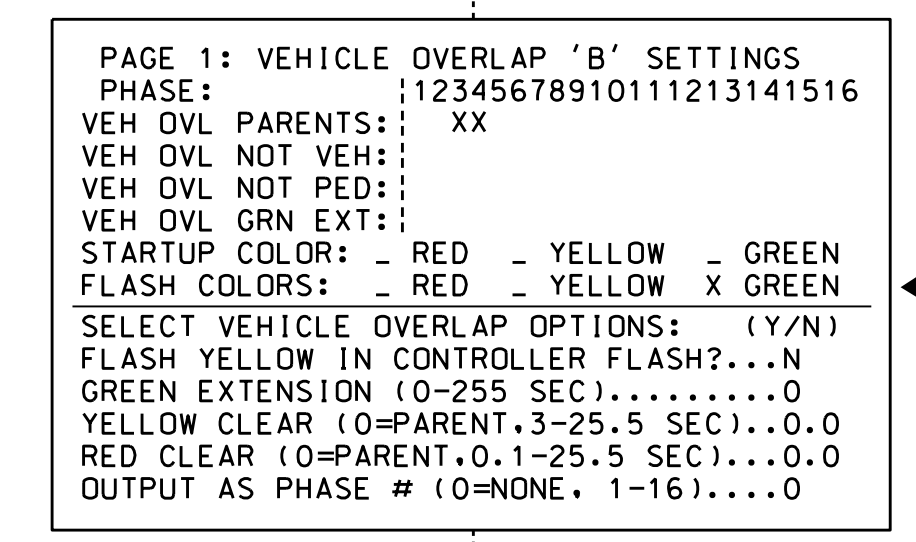 PAGE 1: VEHICLE OVERLAP 'B' SETTINGS
PHASE: 12345678910111213141516
VEH OVL PARENTS: XX
VEH OVL NOT VEH:
VEH OVL NOT PED:
VEH OVL GRN EXT:
STARTUP COLOR: _ RED _ YELLOW _ GREEN
FLASH COLORS: _ RED _ YELLOW X GREEN
SELECT VEHICLE OVERLAP OPTIONS: (Y/N)
FLASH YELLOW IN CONTROLLER FLASH?...N
GREEN EXTENSION (0-255 SEC).........0
YELLOW CLEAR (0=PARENT,3-25.5 SEC)..0.0
RED CLEAR (0=PARENT,0.1-25.5 SEC)...0.0
OUTPUT AS PHASE # (0=NONE, 1-16)....0